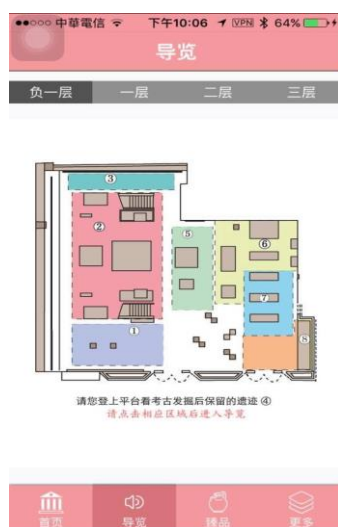 ●●○○○ 中華電信 下午10:06 VPN 64%
导览
负一层 一层 二层 三层
③
②
⑤
⑥
⑦
①
⑧
请您登上平台看考古发掘后保留的遗迹 ④
请点击相应区域后进入导览
首页 导览 臻品 更多